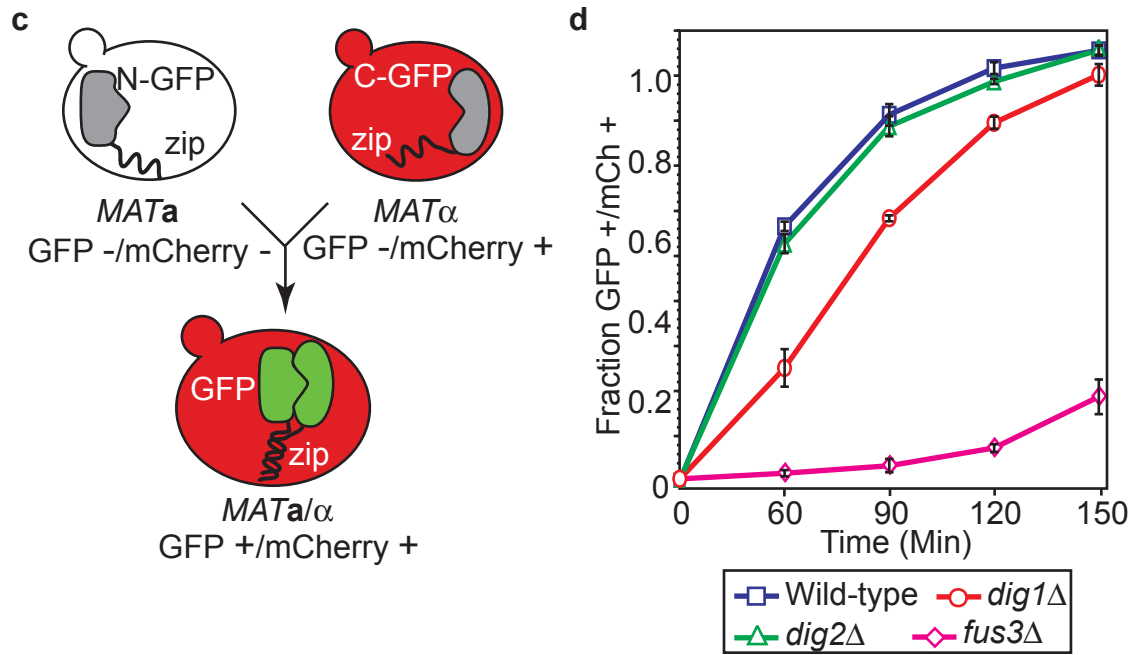 c
N-GFP
zip
MATa
GFP -/mCherry -
C-GFP
zip
MATα
GFP -/mCherry +
GFP
zip
MATa/α
GFP +/mCherry +
d
Fraction GFP +/mCh +
1.0
0.8
0.6
0.4
0.2
0
0 60 90 120 150
Time (Min)
Wild-type dig1Δ
dig2Δ fus3Δ